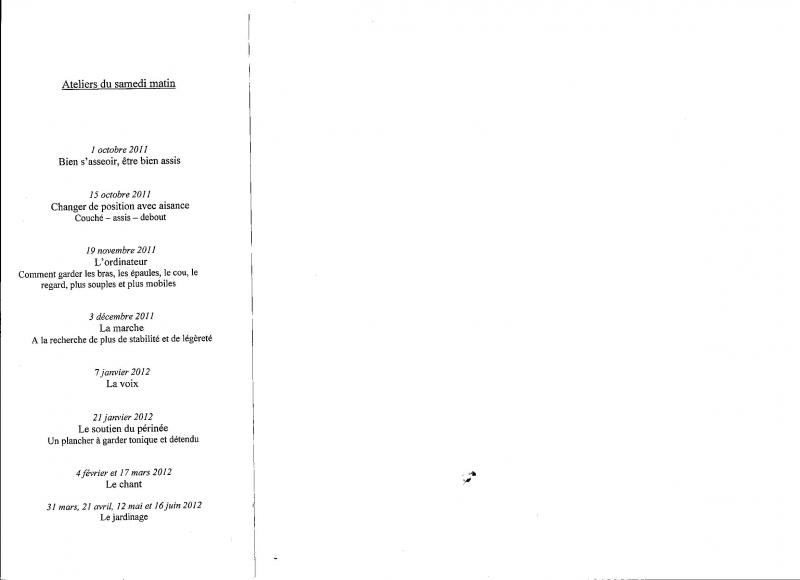 Ateliers du samedi matin
1 octobre 2011
Bien s'asseoir, être bien assis
15 octobre 2011
Changer de position avec aisance
Couché – assis – debout
19 novembre 2011
L'ordinateur
Comment garder les bras, les épaules, le cou, le
regard, plus souples et plus mobiles
3 décembre 2011
La marche
A la recherche de plus de stabilité et de légèreté
7 janvier 2012
La voix
21 janvier 2012
Le soutien du périnée
Un plancher à garder tonique et détendu
4 février et 17 mars 2012
Le chant
31 mars, 21 avril, 12 mai et 16 juin 2012
Le jardinage